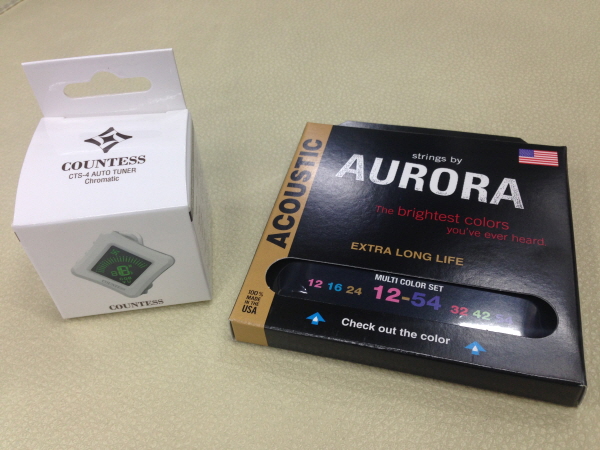 COUNTESS
CTS-4 AUTO TUNER
Chromatic
COUNTESS
ACOUSTIC
strings by
AURORA
The brightest colors
you've ever heard
EXTRA LONG LIFE
MULTI COLOR SET
12 16 24 12-54 32 42
100%
MADE
IN THE
USA
Check out the color